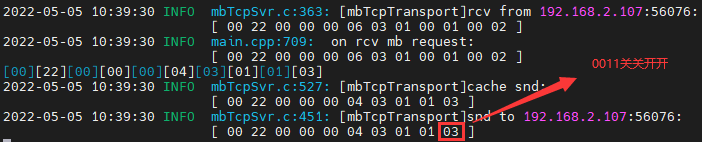 2022-05-05 10:39:30 INFO  mbTcpSvr.c:363: [mbTcpTransport]rcv from 192.168.2.107:56076:
[ 00 22 00 00 00 06 03 01 00 01 00 02 ]
2022-05-05 10:39:30 INFO  main.cpp:709:  on rcv mb request:
[ 00 22 00 00 00 06 03 01 00 01 00 02 ]
[00][22][00][00][00][04][03][01][01][03]
2022-05-05 10:39:30 INFO  mbTcpSvr.c:527: [mbTcpTransport]cache snd:
[ 00 22 00 00 00 04 03 01 01 03 ]
2022-05-05 10:39:30 INFO  mbTcpSvr.c:451: [mbTcpTransport]snd to 192.168.2.107:56076:
[ 00 22 00 00 00 04 03 01 01 03 ]
0011关关开开